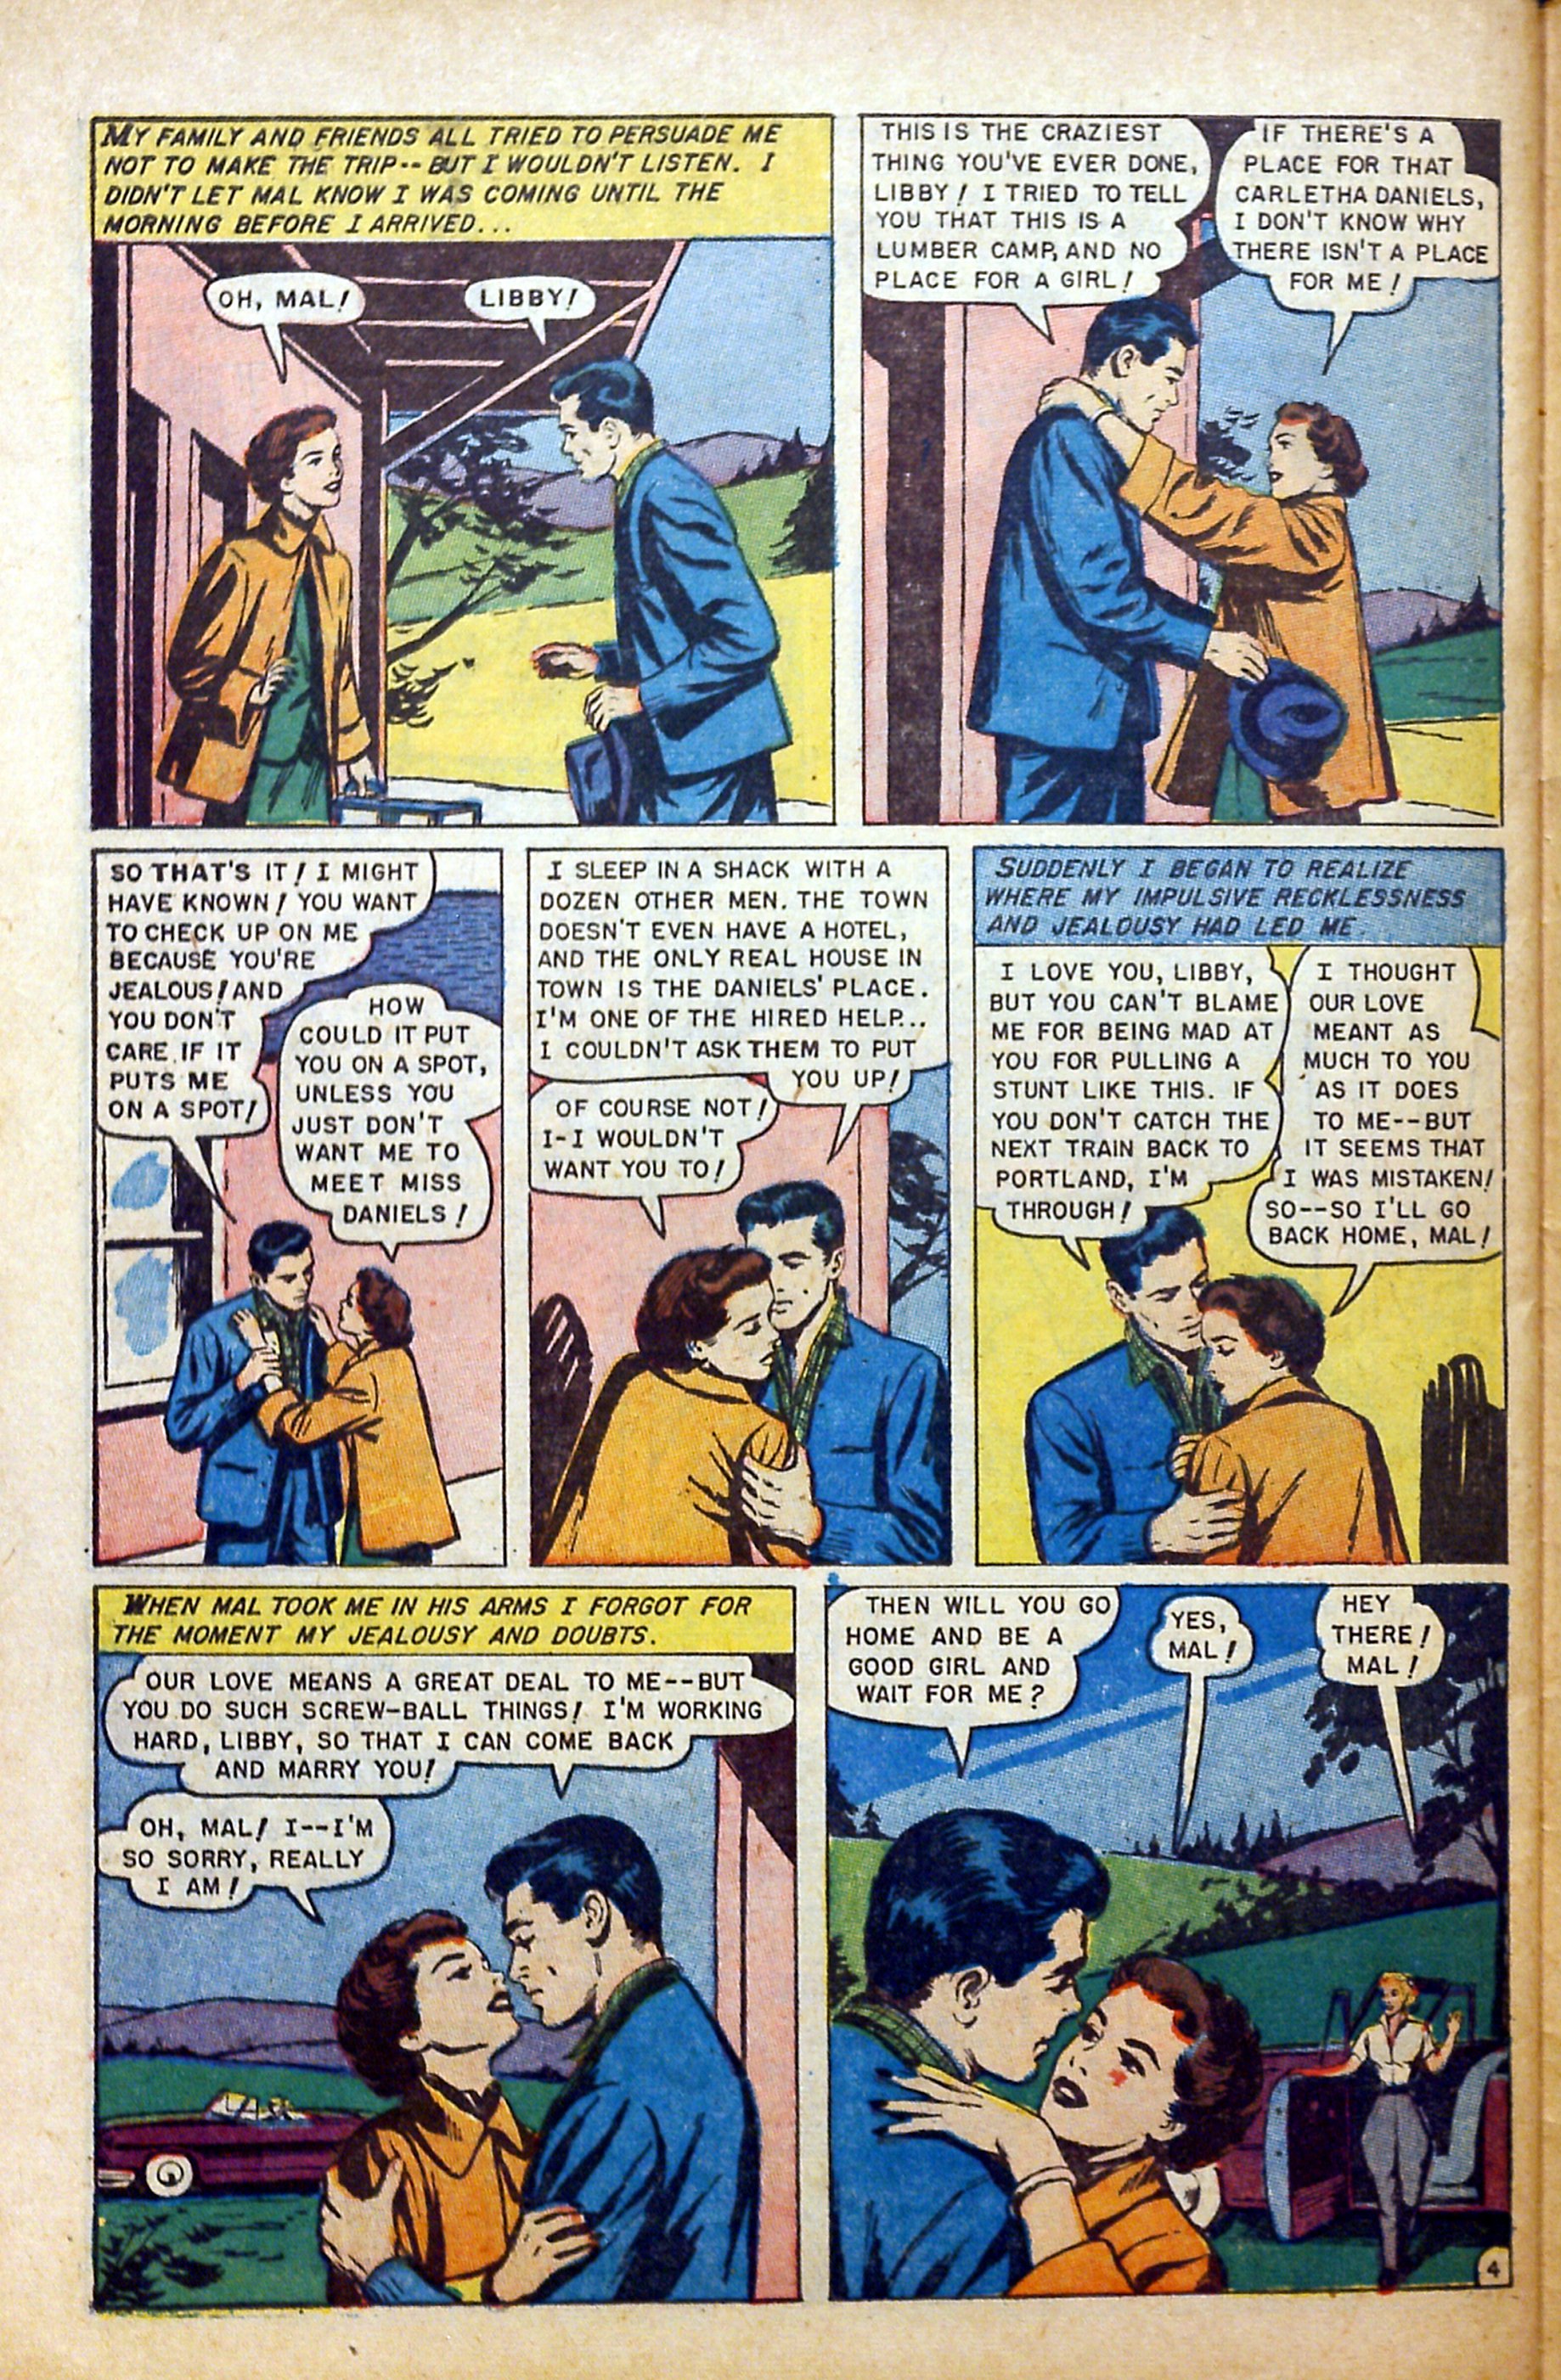 MY FAMILY AND FRIENDS ALL TRIED TO PERSUADE ME
NOT TO MAKE THE TRIP-- BUT I WOULDN'T LISTEN. I
DIDN'T LET MAL KNOW I WAS COMING UNTIL THE
MORNING BEFORE I ARRIVED...
OH, MAL!
LIBBY!
THIS IS THE CRAZIEST
THING YOU'VE EVER DONE,
LIBBY! I TRIED TO TELL
YOU THAT THIS IS A
LUMBER CAMP, AND NO
PLACE FOR A GIRL!
IF THERE'S A
PLACE FOR THAT
CARLETHA DANIELS,
I DON'T KNOW WHY
THERE ISN'T A PLACE
FOR ME!
SO THAT'S IT! I MIGHT
HAVE KNOWN! YOU WANT
TO CHECK UP ON ME
BECAUSE YOU'RE
JEALOUS! AND
YOU DON'T
CARE IF IT
PUTS ME
ON A SPOT!
HOW
COULD IT PUT
YOU ON A SPOT,
UNLESS YOU
JUST DON'T
WANT ME TO
MEET MISS
DANIELS!
I SLEEP IN A SHACK WITH A
DOZEN OTHER MEN. THE TOWN
DOESN'T EVEN HAVE A HOTEL,
AND THE ONLY REAL HOUSE IN
TOWN IS THE DANIELS' PLACE.
I'M ONE OF THE HIRED HELP...
I COULDN'T ASK THEM TO PUT
YOU UP!
OF COURSE NOT!
I-I WOULDN'T
WANT YOU TO!
SUDDENLY I BEGAN TO REALIZE
WHERE MY IMPULSIVE RECKLESSNESS
AND JEALOUSY HAD LED ME.
I LOVE YOU, LIBBY,
BUT YOU CAN'T BLAME
ME FOR BEING MAD AT
YOU FOR PULLING A
STUNT LIKE THIS. IF
YOU DON'T CATCH THE
NEXT TRAIN BACK TO
PORTLAND, I'M
THROUGH!
I THOUGHT
OUR LOVE
MEANT AS
MUCH TO YOU
AS IT DOES
TO ME--BUT
IT SEEMS THAT
I WAS MISTAKEN!
SO--SO I'LL GO
BACK HOME, MAL!
WHEN MAL TOOK ME IN HIS ARMS I FORGOT FOR
THE MOMENT MY JEALOUSY AND DOUBTS.
OUR LOVE MEANS A GREAT DEAL TO ME--BUT
YOU DO SUCH SCREW-BALL THINGS! I'M WORKING
HARD, LIBBY, SO THAT I CAN COME BACK
AND MARRY YOU!
OH, MAL! I--I'M
SO SORRY, REALLY
I AM!
THEN WILL YOU GO
HOME AND BE A
GOOD GIRL AND
WAIT FOR ME?
YES,
MAL!
HEY
THERE!
MAL!
4